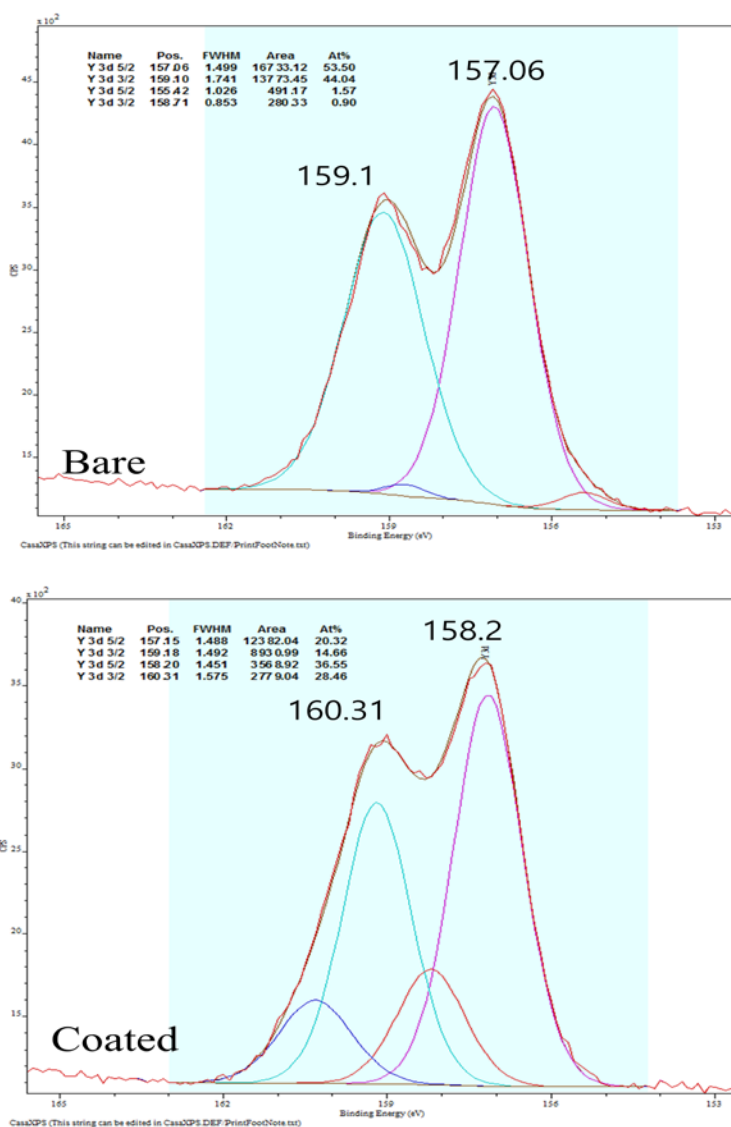 x 10²
Name Pos. FWHM Area At%
Y 3d 5/2 157.06 1.499 16733.12 53.50
Y 3d 3/2 159.10 1.741 13773.45 44.04
Y 3d 5/2 155.42 1.026 491.17 1.57
Y 3d 3/2 158.71 0.853 280.33 0.90
157.06
159.1
45
35
30
25
20
15
CPS
Bare
165 162 159 156 153
Binding Energy (eV)
CasaXPS (This string can be edited in CasaXPS.DEF/PrintFootNote.txt)
x 10²
40
Name Pos. FWHM Area At%
Y 3d 5/2 157.15 1.488 12382.04 20.32
Y 3d 3/2 159.18 1.492 8930.99 14.66
Y 3d 5/2 158.20 1.451 3568.92 36.55
Y 3d 3/2 160.31 1.575 2779.04 28.46
158.2
160.31
35
30
25
20
15
CPS
Coated
165 162 159 156 153
Binding Energy (eV)
CasaXPS (This string can be edited in CasaXPS.DEF/PrintFootNote.txt)